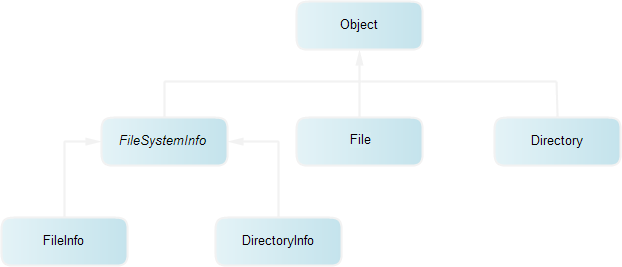 Object
FileSystemInfo
File
Directory
FileInfo
DirectoryInfo